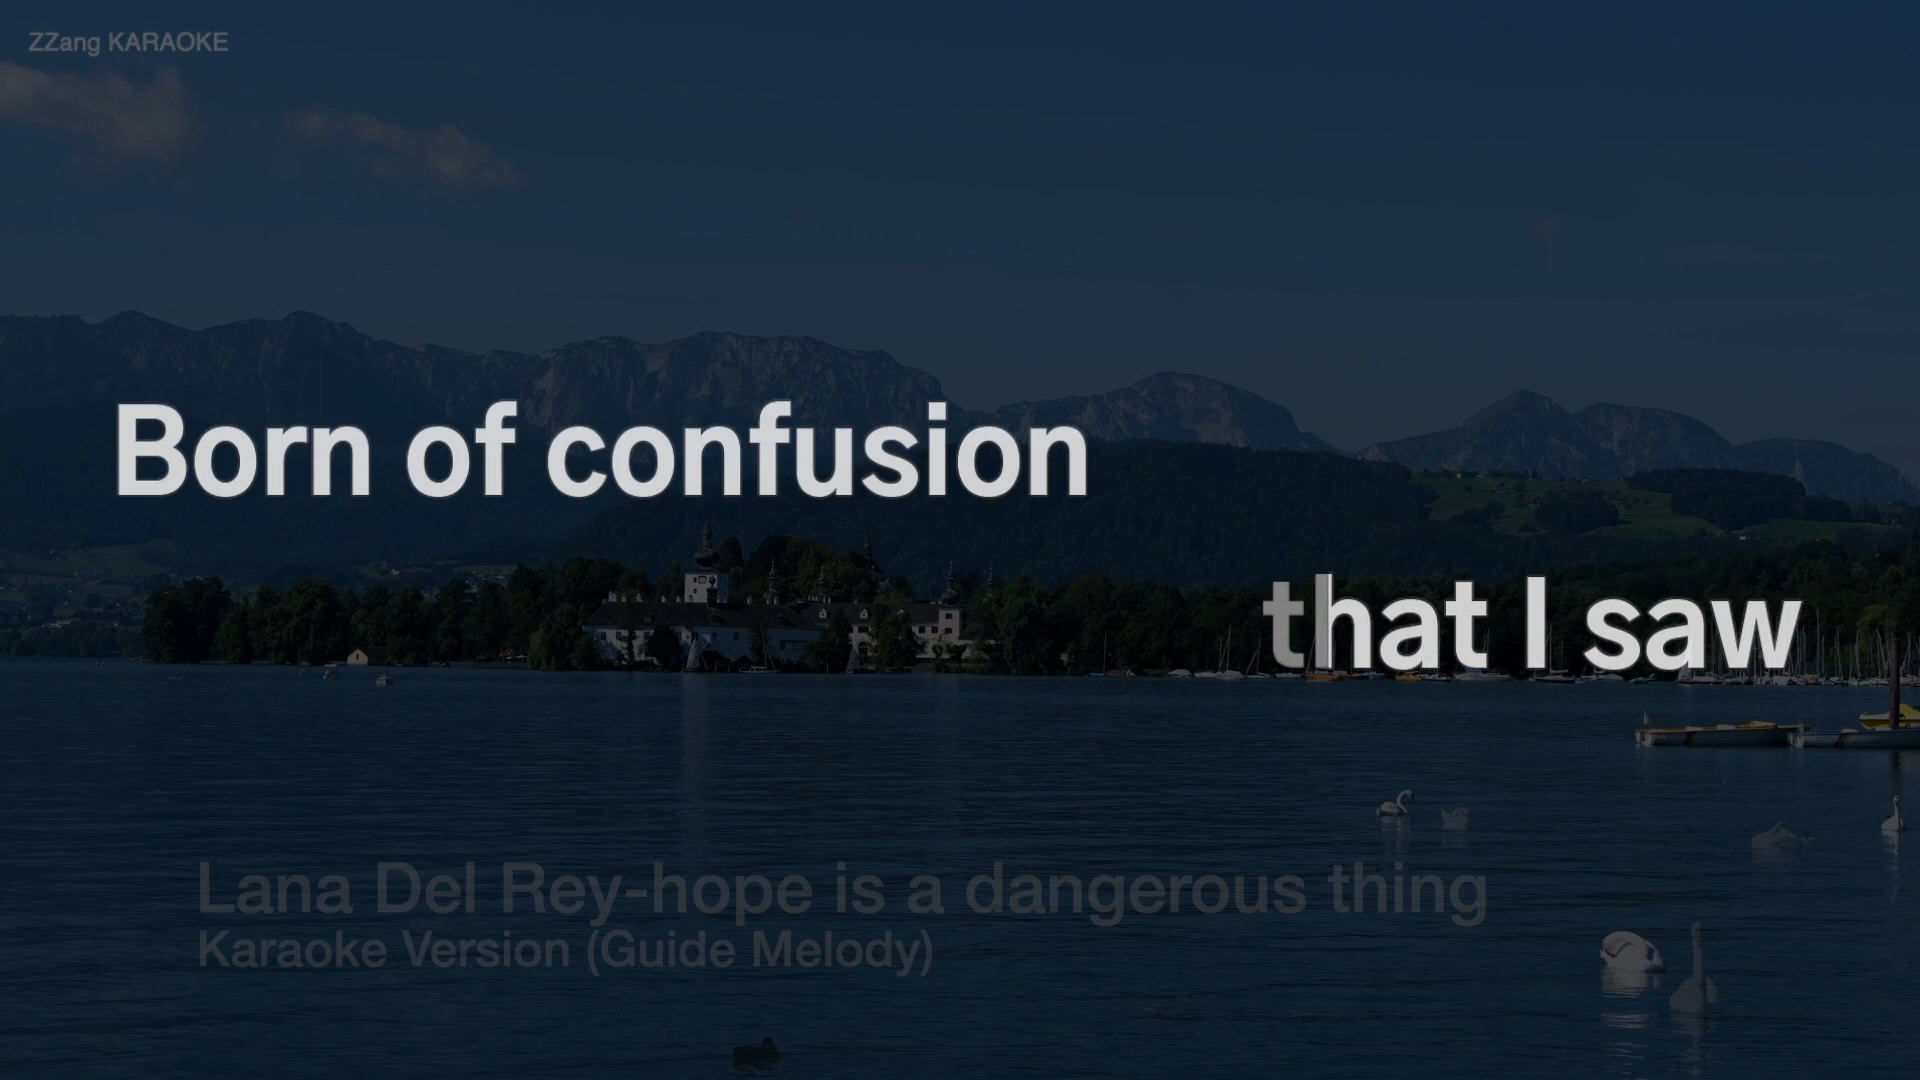 ZZang KARAOKE
Born of confusion
that I saw
Lana Del Rey-hope is a dangerous thing
Karaoke Version (Guide Melody)